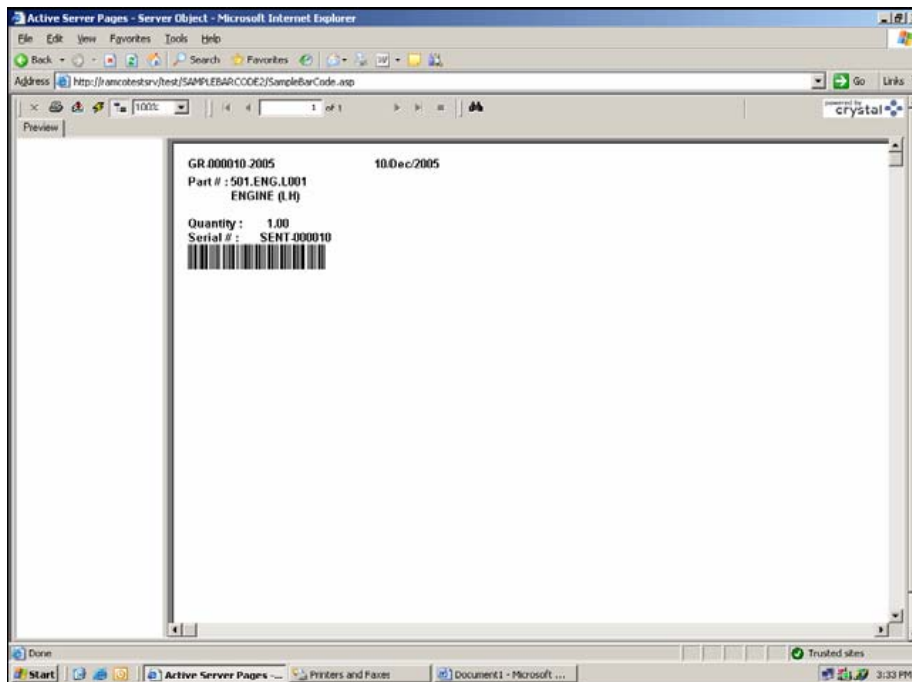 Active Server Pages - Server Object - Microsoft Internet Explorer
File Edit View Favorites Tools Help
Back Search Favorites
Address http://ramcotestsrv/test/SAMPLEBARCODE2/SampleBarCode.asp Go Links
100% 1 of 1 powered by crystal
Preview
GR-000010-2005 10/Dec/2005
Part # : 501.ENG.L001
ENGINE (LH)
Quantity : 1.00
Serial # : SENT-000010
Done Trusted sites
Start Active Server Pages -... Printers and Faxes Document1 - Microsoft ... 3:33 PM